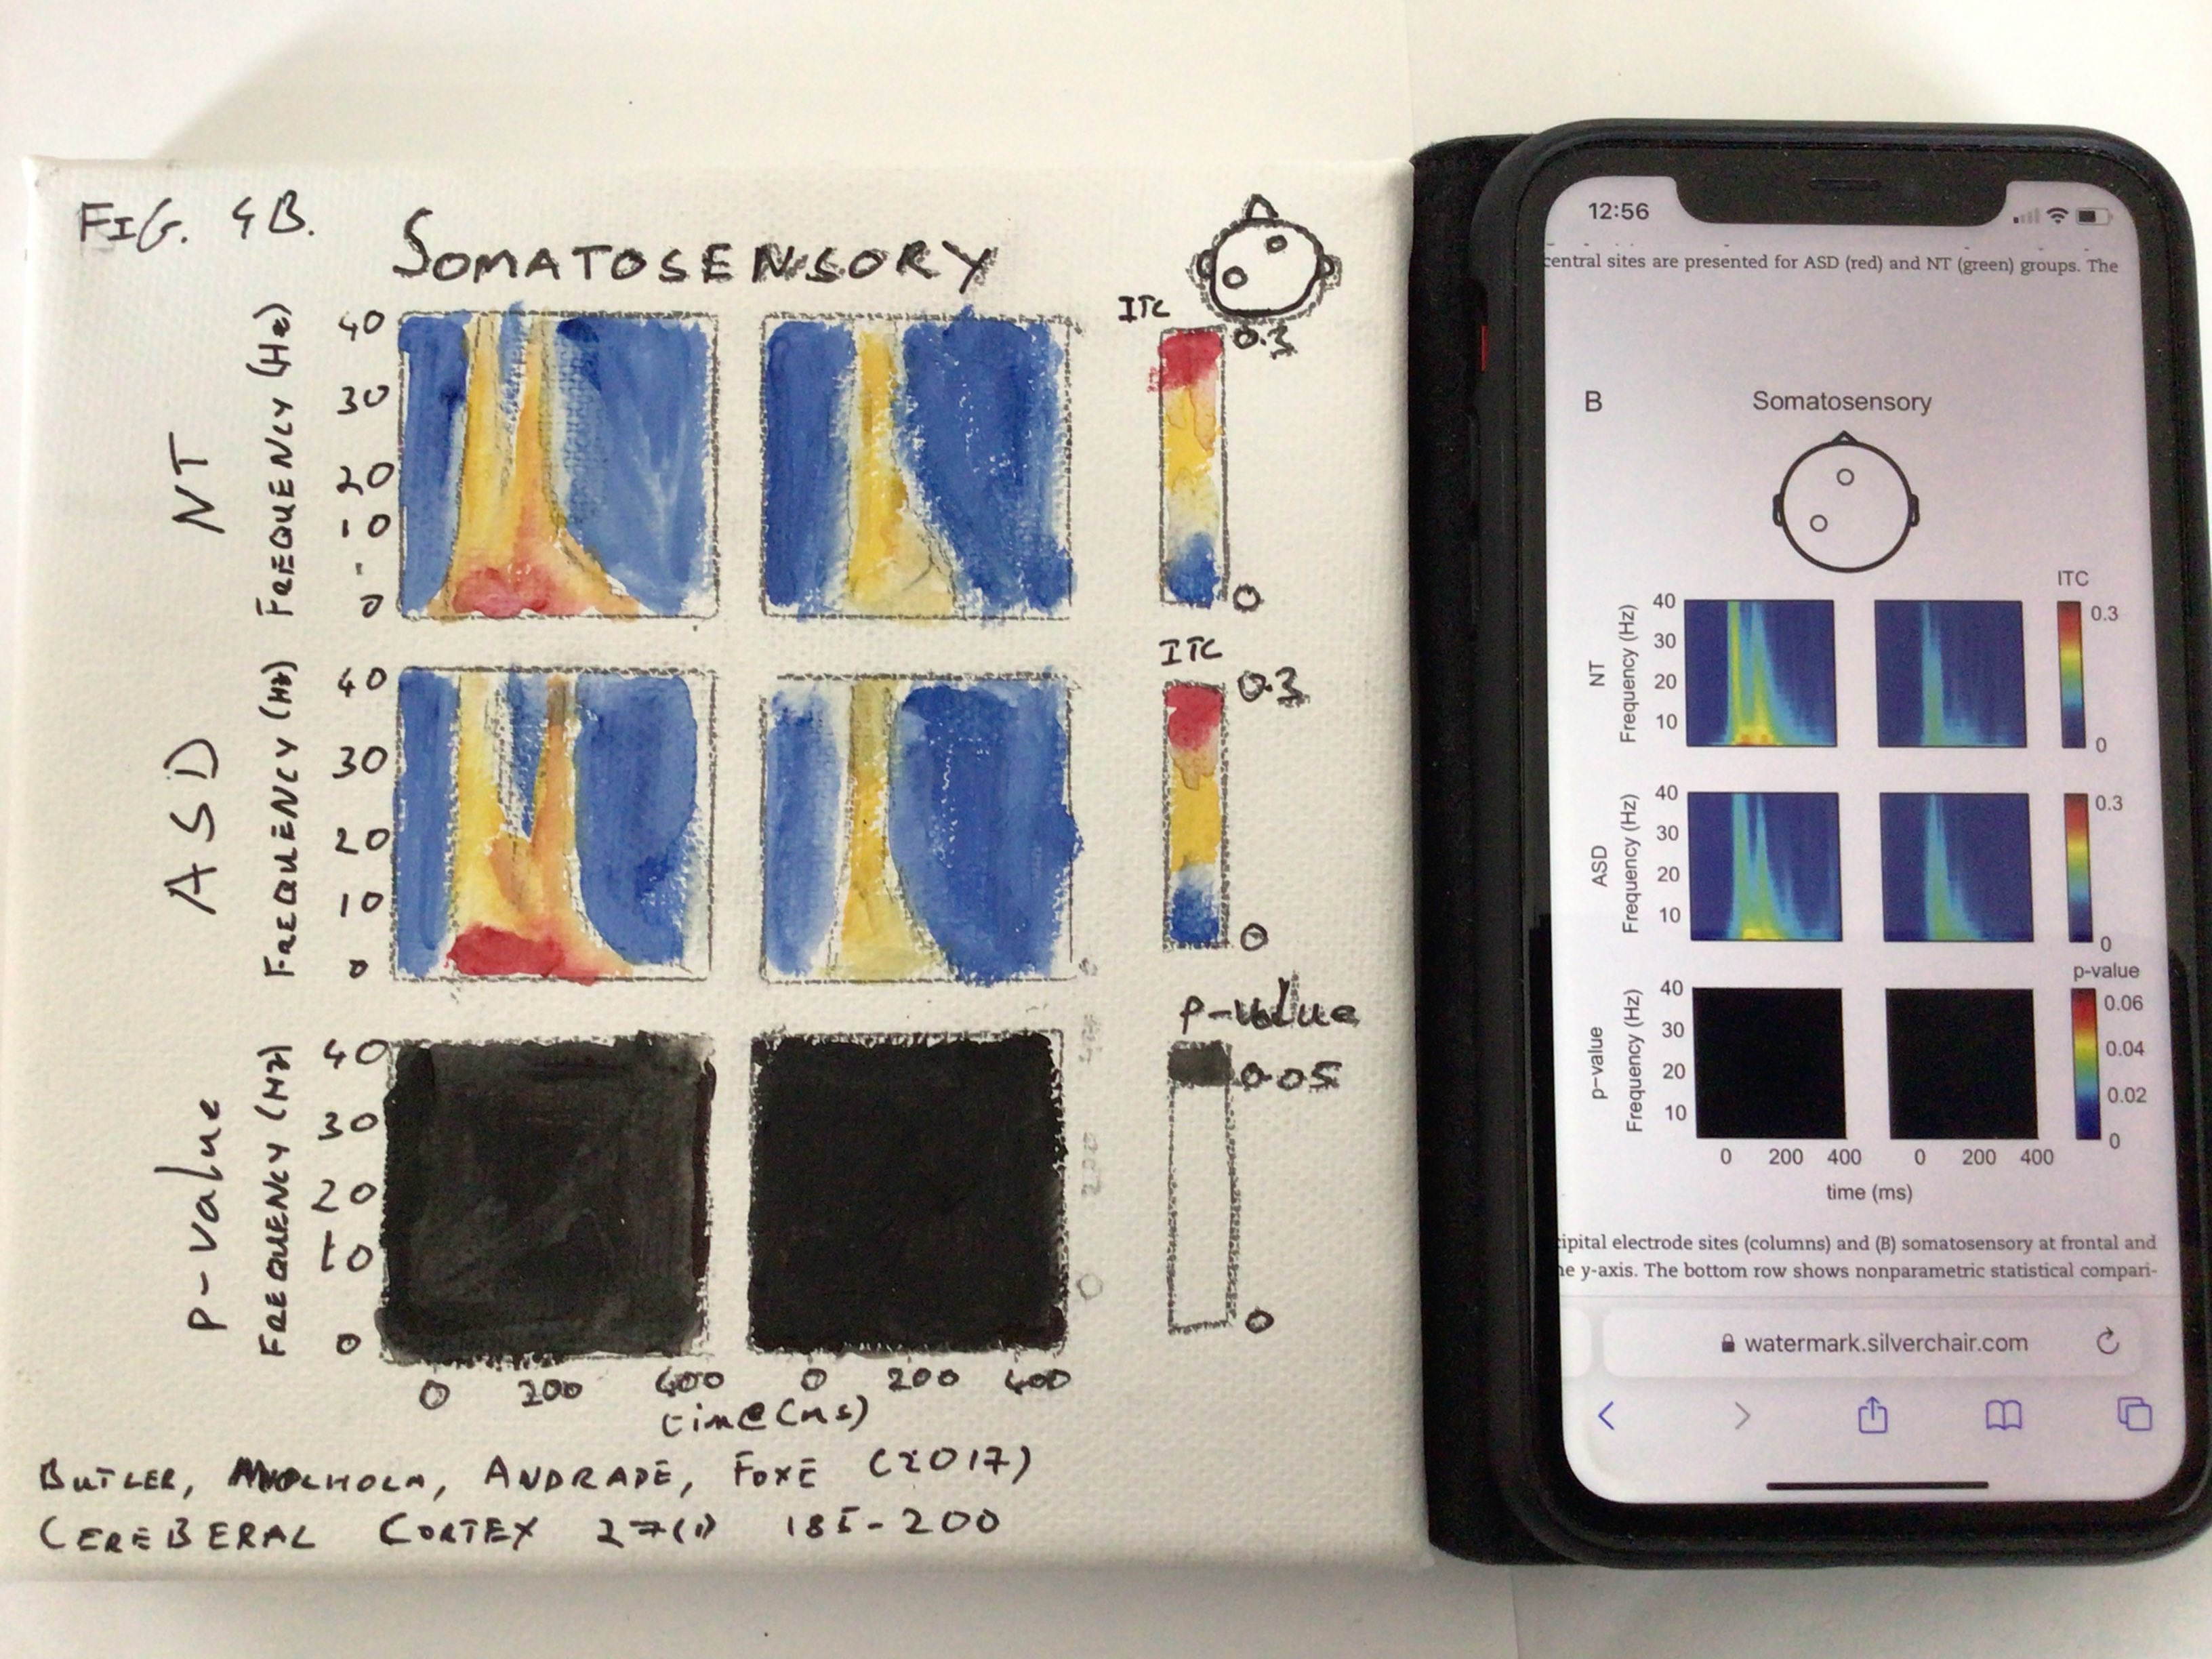 FIG. 4B.
SOMATOSENSORY
NT
FREQUENCY (Hz)
40
30
20
10
0
ITC
0.3
0
ASD
FREQUENCY (Hz)
40
30
20
10
0
ITC
0.3
0
p-value
FREQUENCY (Hz)
40
30
20
10
0
p-value
0.05
0
400
200
0
0 200 400 0 200 400
time (ms)
BUTLER, MOLHOLM, ANDRADE, FOXE (2017)
CEREBERAL CORTEX 27(1) 185-200
12:56
central sites are presented for ASD (red) and NT (green) groups. The
B Somatosensory
NT
Frequency (Hz)
40
30
20
10
ITC
0.3
0
ASD
Frequency (Hz)
40
30
20
10
0.3
0
p-value
Frequency (Hz)
40
30
20
10
p-value
0.06
0.04
0.02
0
0 200 400 0 200 400
time (ms)
cipital electrode sites (columns) and (B) somatosensory at frontal and
he y-axis. The bottom row shows nonparametric statistical compari-
watermark.silverchair.com